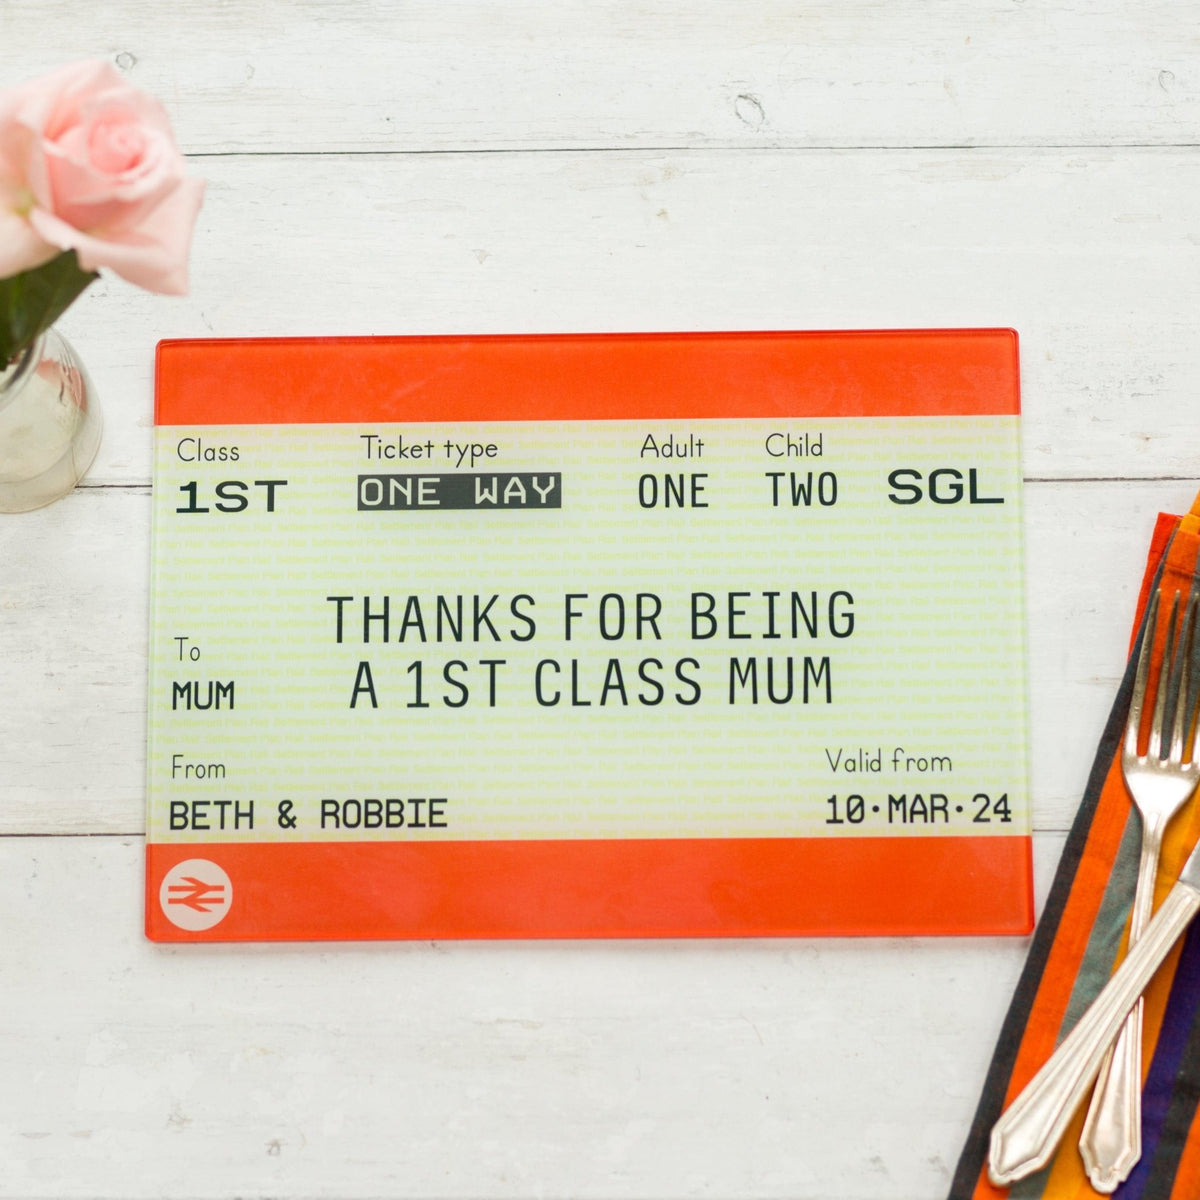 Class Ticket type Adult Child
1ST ONE WAY ONE TWO SGL
THANKS FOR BEING
A 1ST CLASS MUM
To
MUM
From
BETH & ROBBIE
Valid from
10·MAR·24